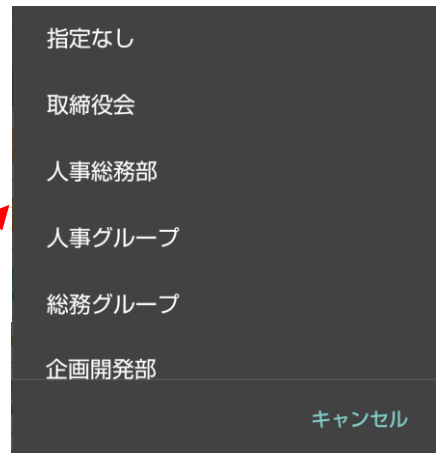 指定なし
取締役会
人事総務部
人事グループ
総務グループ
企画開発部
キャンセル